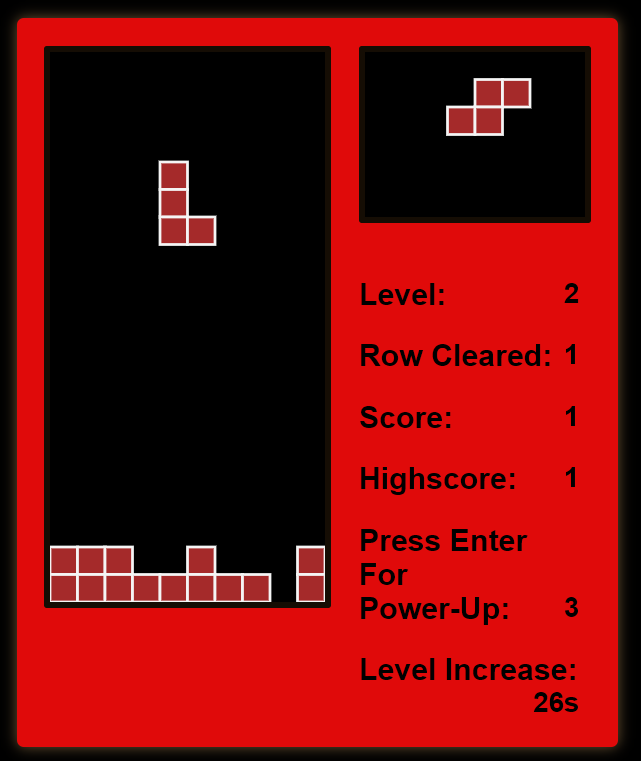 Level: 2
Row Cleared: 1
Score: 1
Highscore: 1
Press Enter
For
Power-Up: 3
Level Increase:
26s